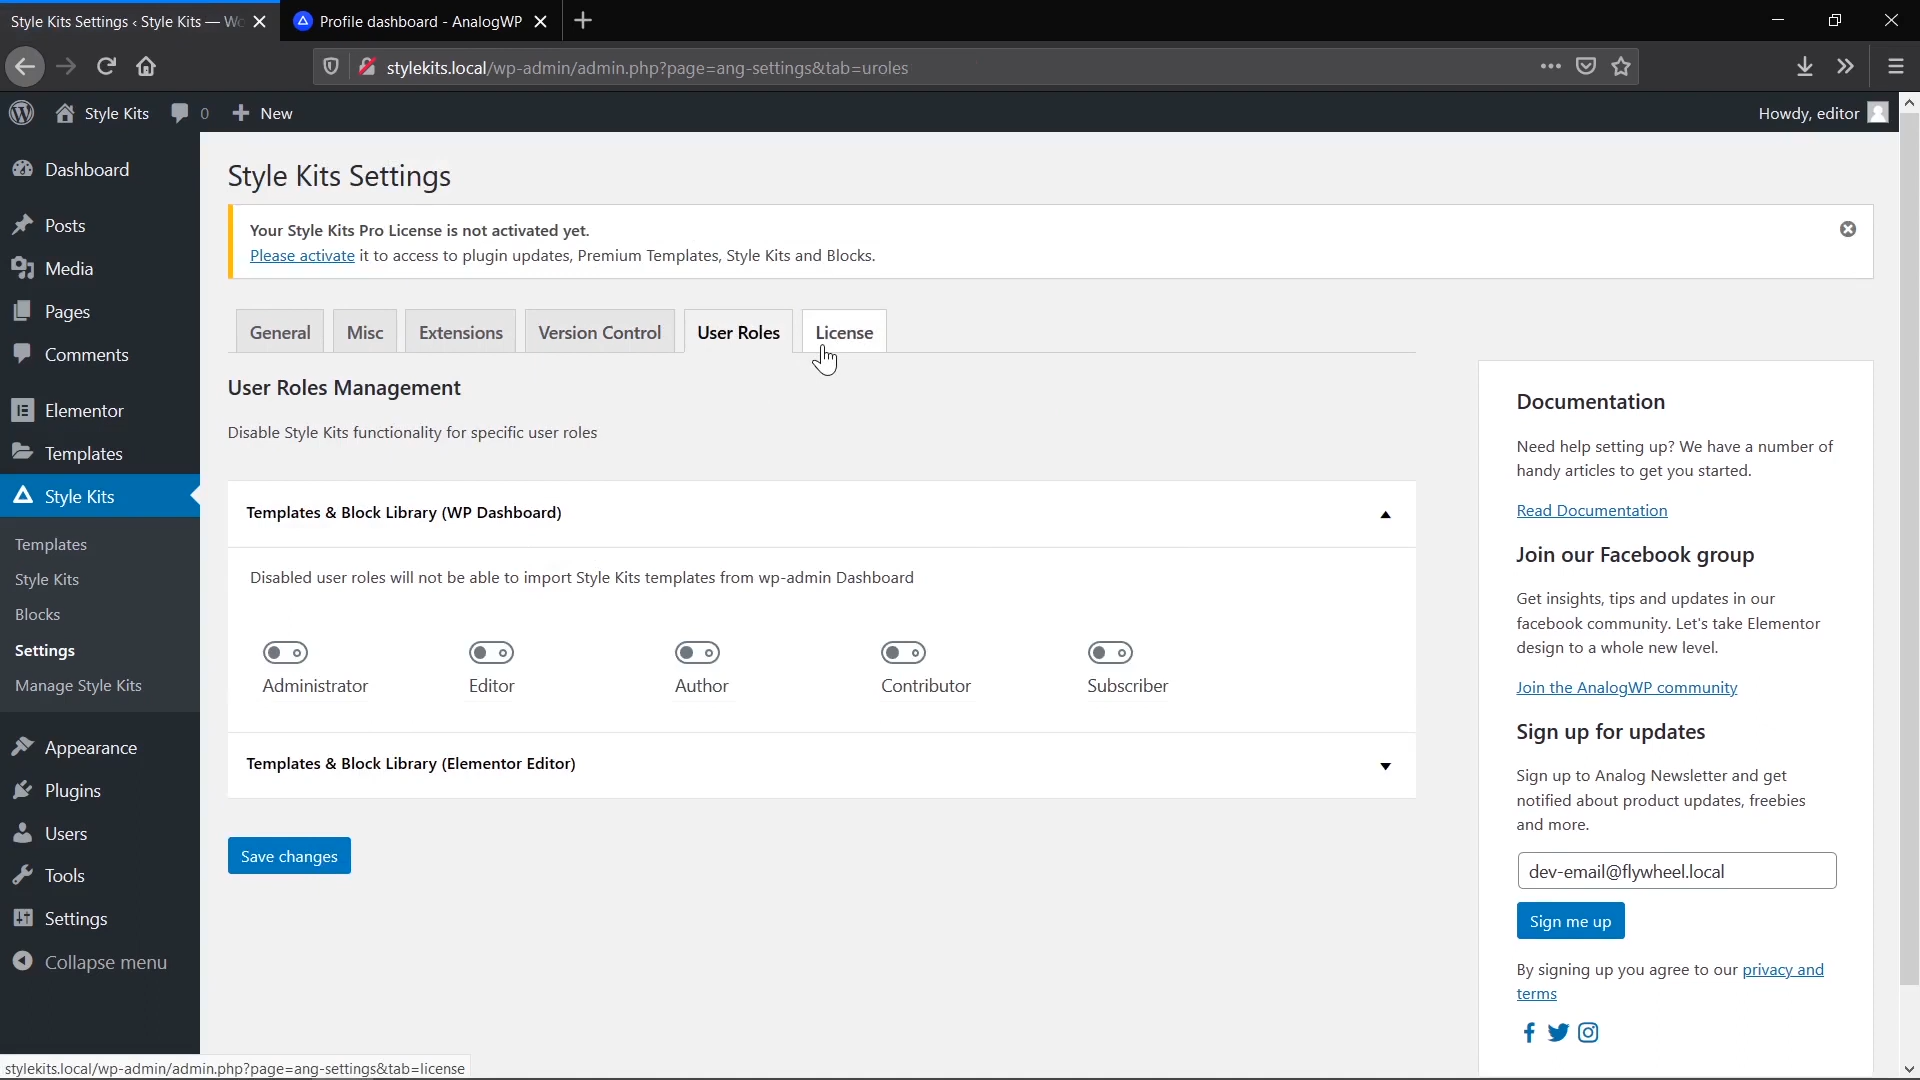 Style Kits Settings ‹ Style Kits — Wo
Profile dashboard - AnalogWP
stylekits.local/wp-admin/admin.php?page=ang-settings&tab=uroles
Style Kits
0
New
Howdy, editor
Dashboard
Posts
Media
Pages
Comments
Elementor
Templates
Style Kits
Templates
Style Kits
Blocks
Settings
Manage Style Kits
Appearance
Plugins
Users
Tools
Settings
Collapse menu
Style Kits Settings
Your Style Kits Pro License is not activated yet.
Please activate it to access to plugin updates, Premium Templates, Style Kits and Blocks.
General
Misc
Extensions
Version Control
User Roles
License
User Roles Management
Disable Style Kits functionality for specific user roles
Templates & Block Library (WP Dashboard)
Disabled user roles will not be able to import Style Kits templates from wp-admin Dashboard
Administrator
Editor
Author
Contributor
Subscriber
Templates & Block Library (Elementor Editor)
Save changes
Documentation
Need help setting up? We have a number of
handy articles to get you started.
Read Documentation
Join our Facebook group
Get insights, tips and updates in our
facebook community. Let's take Elementor
design to a whole new level.
Join the AnalogWP community
Sign up for updates
Sign up to Analog Newsletter and get
notified about product updates, freebies
and more.
dev-email@flywheel.local
Sign me up
By signing up you agree to our privacy and
terms
stylekits.local/wp-admin/admin.php?page=ang-settings&tab=license